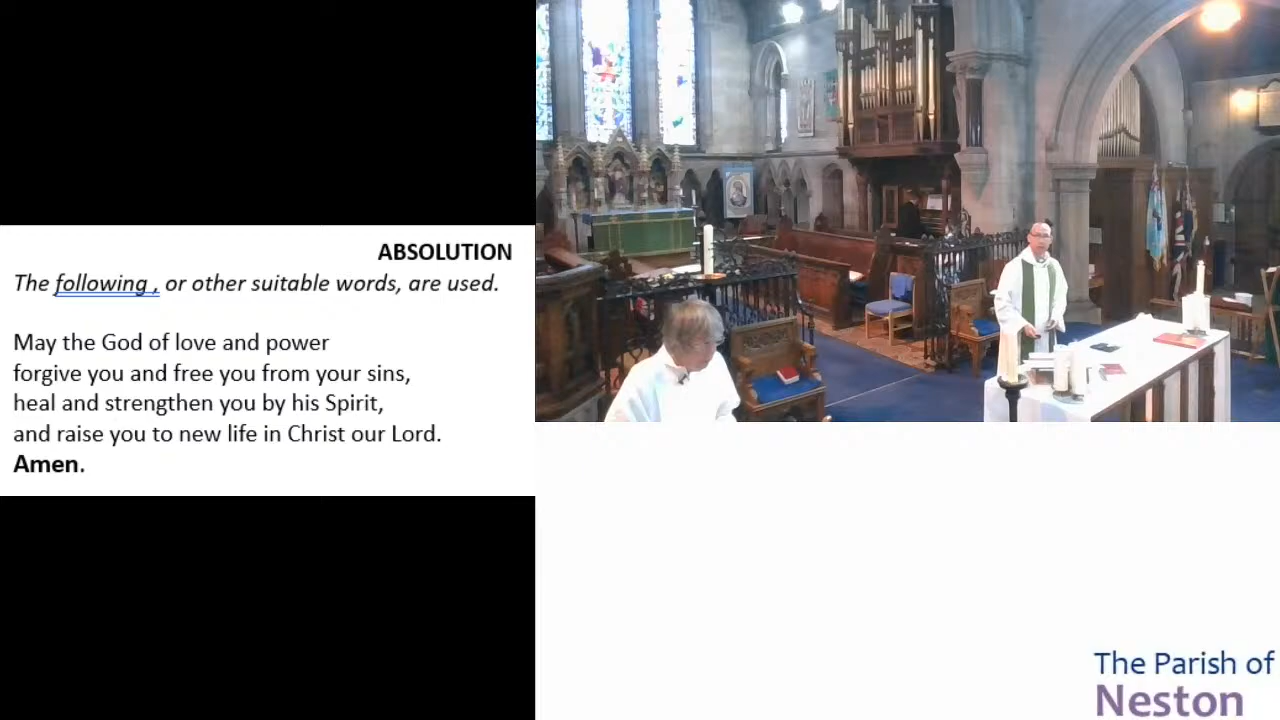 ABSOLUTION
The following , or other suitable words, are used.
May the God of love and power
forgive you and free you from your sins,
heal and strengthen you by his Spirit,
and raise you to new life in Christ our Lord.
Amen.
The Parish of
Neston